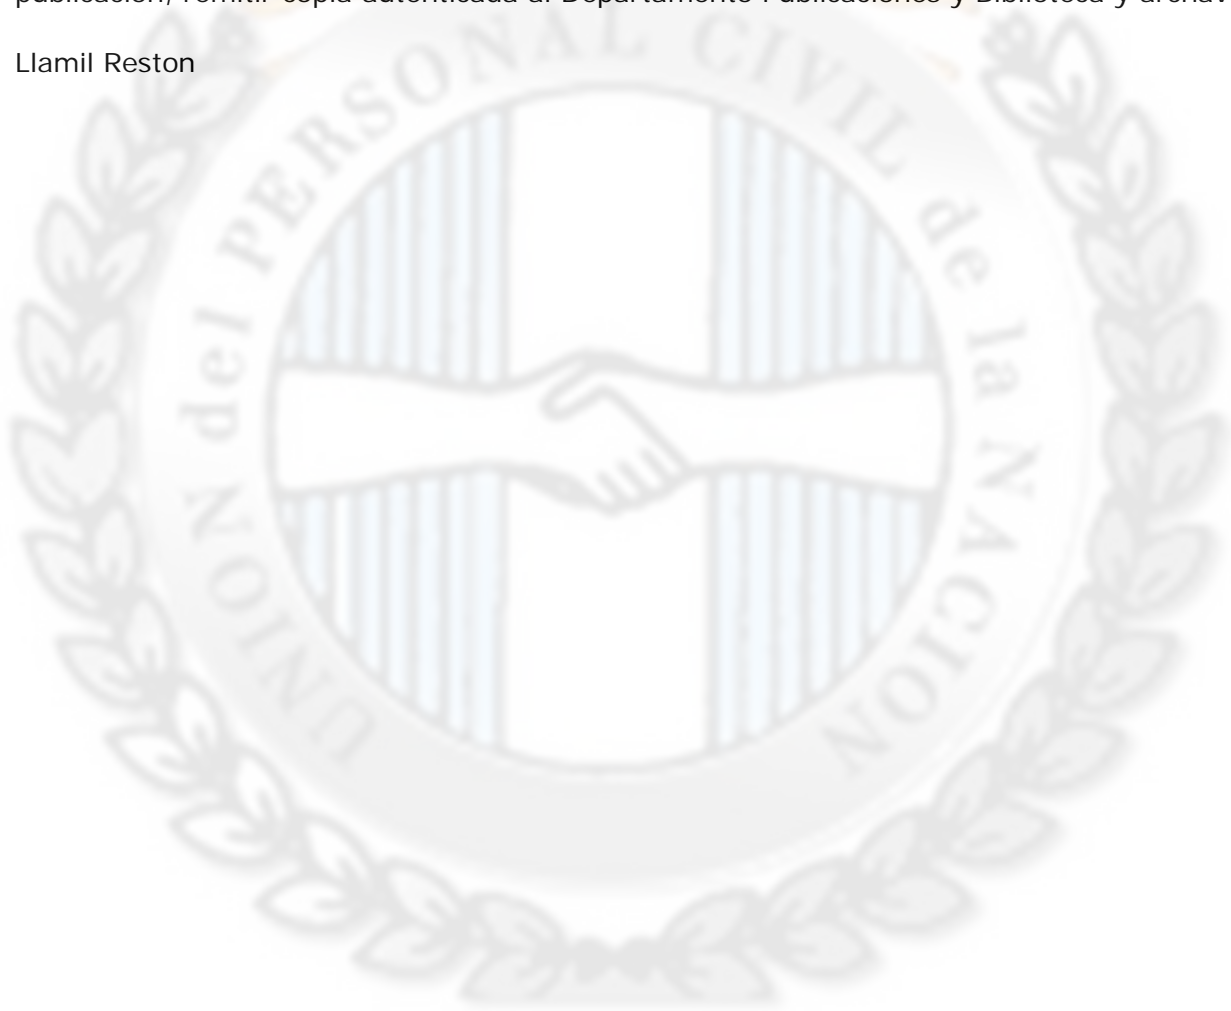 publicación, remitir copia autenticada al Departamento Publicaciones y Biblioteca y
Llamil Reston
UNION del PERSONAL CIVIL de la NACION